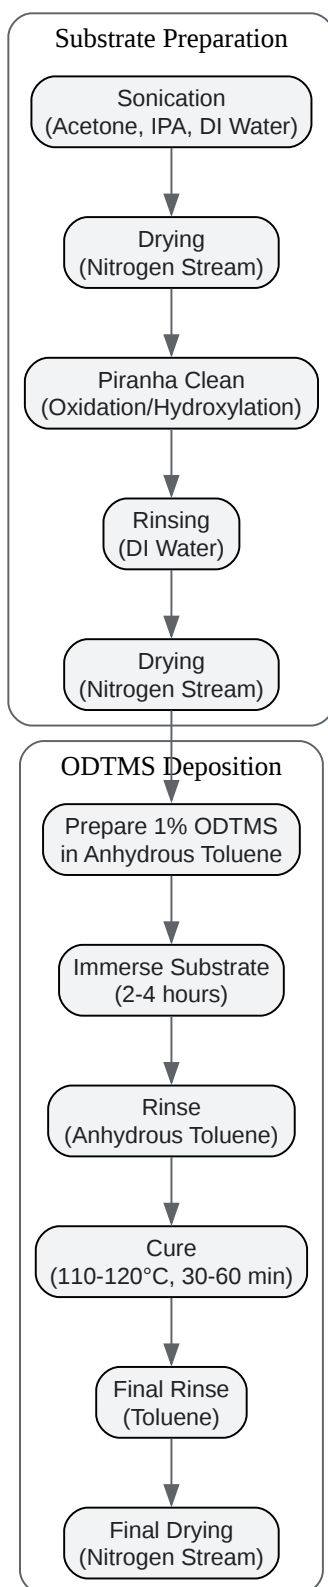 Substrate Preparation
Sonication
(Acetone, IPA, DI Water)
Drying
(Nitrogen Stream)
Piranha Clean
(Oxidation/Hydroxylation)
Rinsing
(DI Water)
Drying
(Nitrogen Stream)
ODTMS Deposition
Prepare 1% ODTMS
in Anhydrous Toluene
Immerse Substrate
(2-4 hours)
Rinse
(Anhydrous Toluene)
Cure
(110-120°C, 30-60 min)
Final Rinse
(Toluene)
Final Drying
(Nitrogen Stream)